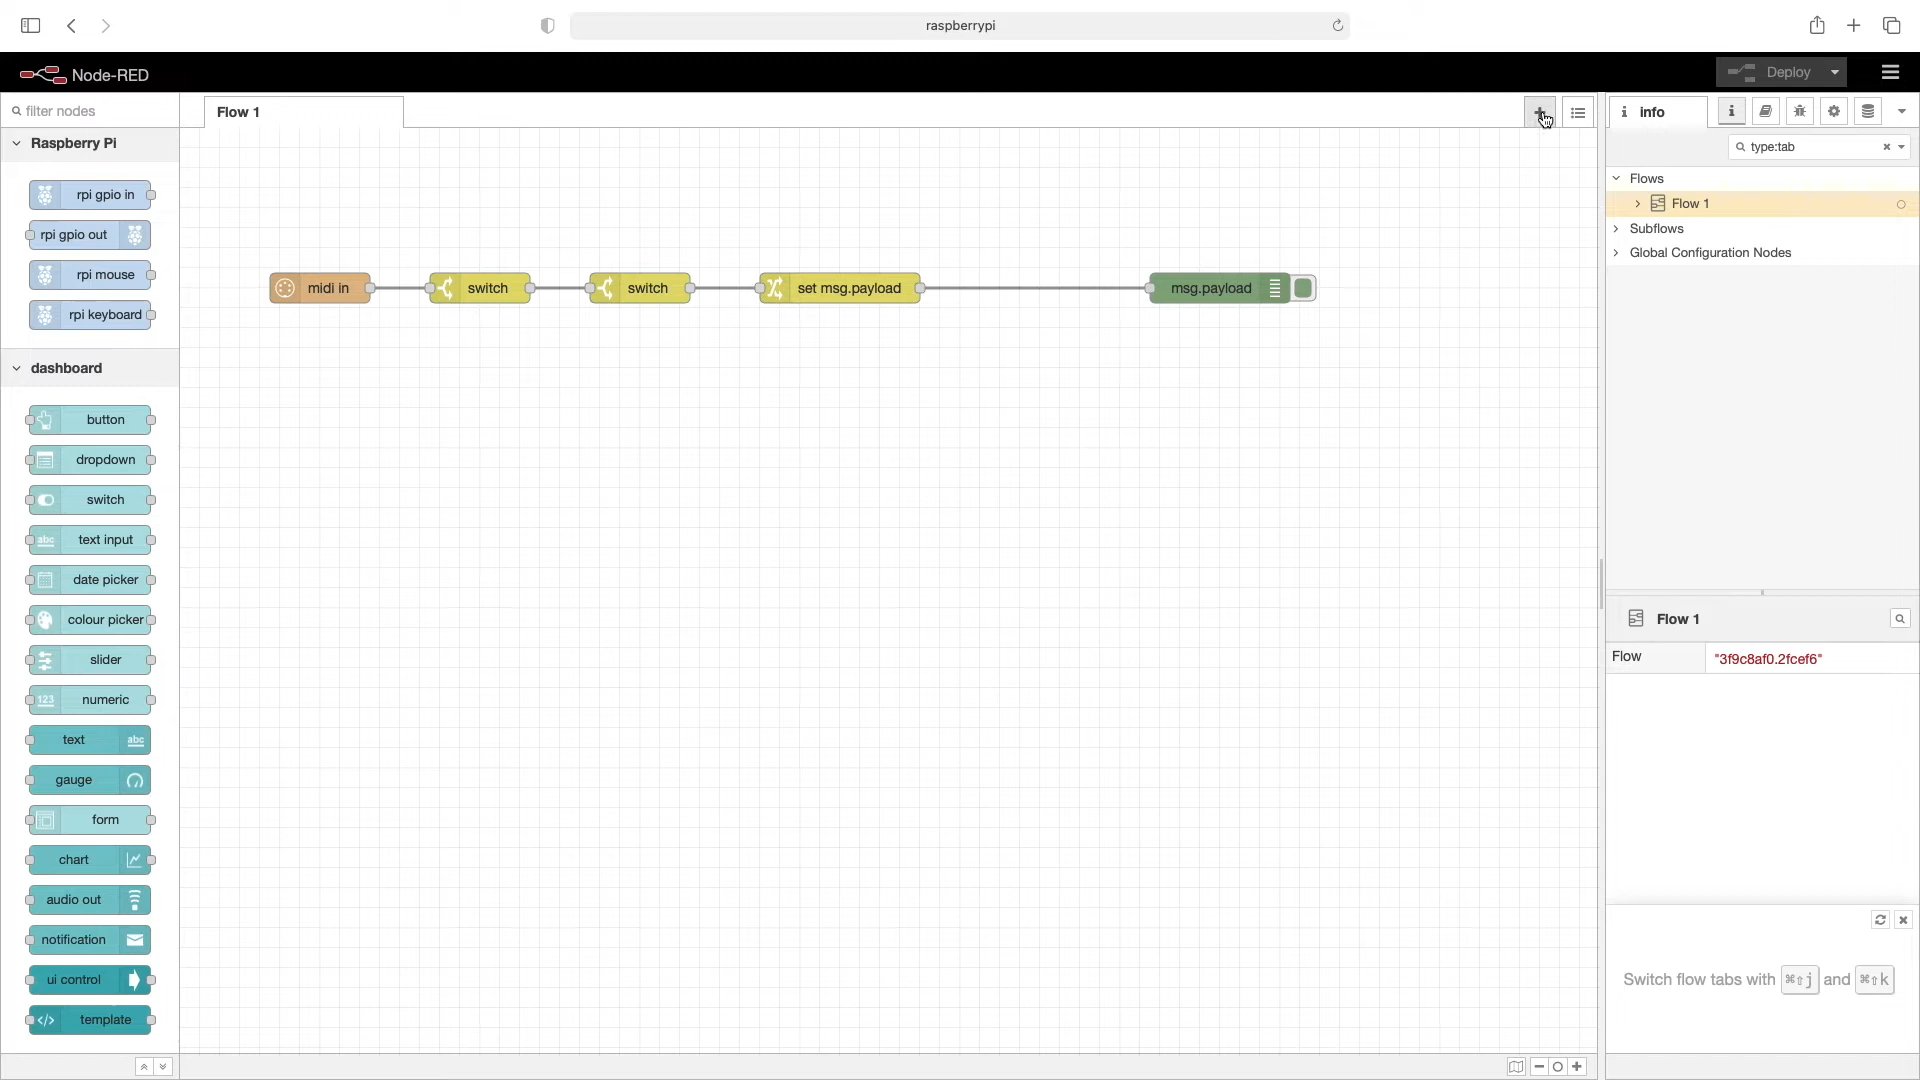 raspberrypi
Node-RED
Deploy
filter nodes
Flow 1
i info
i
type:tab
Raspberry Pi
rpi gpio in
rpi gpio out
rpi mouse
rpi keyboard
dashboard
button
dropdown
switch
abc text input
date picker
colour picker
slider
123 numeric
text abc
gauge
form
chart
audio out
notification
ui control
</> template
midi in
switch
switch
set msg.payload
msg.payload
Flows
Flow 1
Subflows
Global Configuration Nodes
Flow 1
Flow "3f9c8af0.2fcef6"
Switch flow tabs with ⌘⇧j and ⌘⇧k